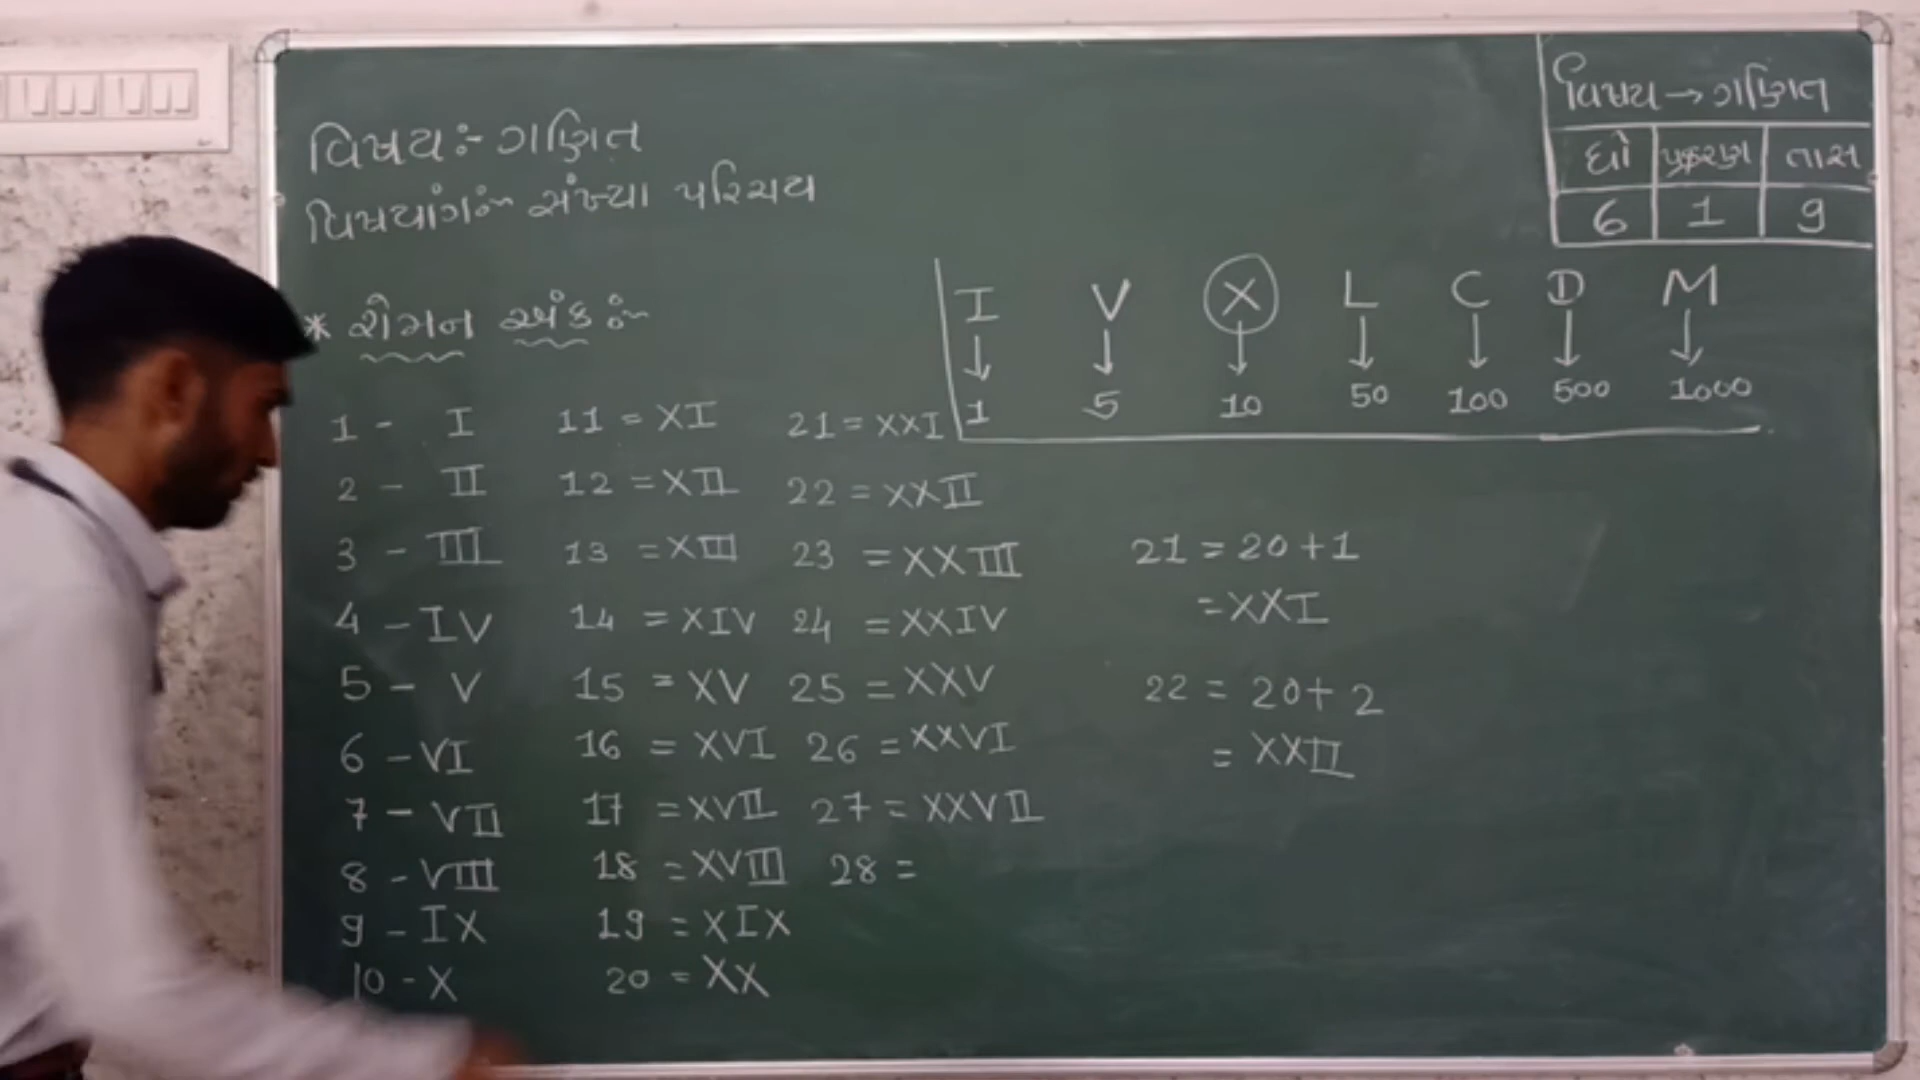 વિષય:- ગણિત
વિષયાંગ:- સંખ્યા પરિચય
* રોમન અંક :-
1 - I 11 = XI 21 = XXI
2 - II 12 = XII 22 = XXII
3 - III 13 = XIII 23 = XXIII
4 - IV 14 = XIV 24 = XXIV
5 - V 15 = XV 25 = XXV
6 - VI 16 = XVI 26 = XXVI
7 - VII 17 = XVII 27 = XXVII
8 - VIII 18 = XVIII 28 =
9 - IX 19 = XIX
10 - X 20 = XX
વિષય → ગણિત
ધો પ્રકરણ તાસ
6 1 9
I V X L C D M
↓ ↓ ↓ ↓ ↓ ↓ ↓
1 5 10 50 100 500 1000
21 = 20 + 1
= XXI
22 = 20 + 2
= XXII